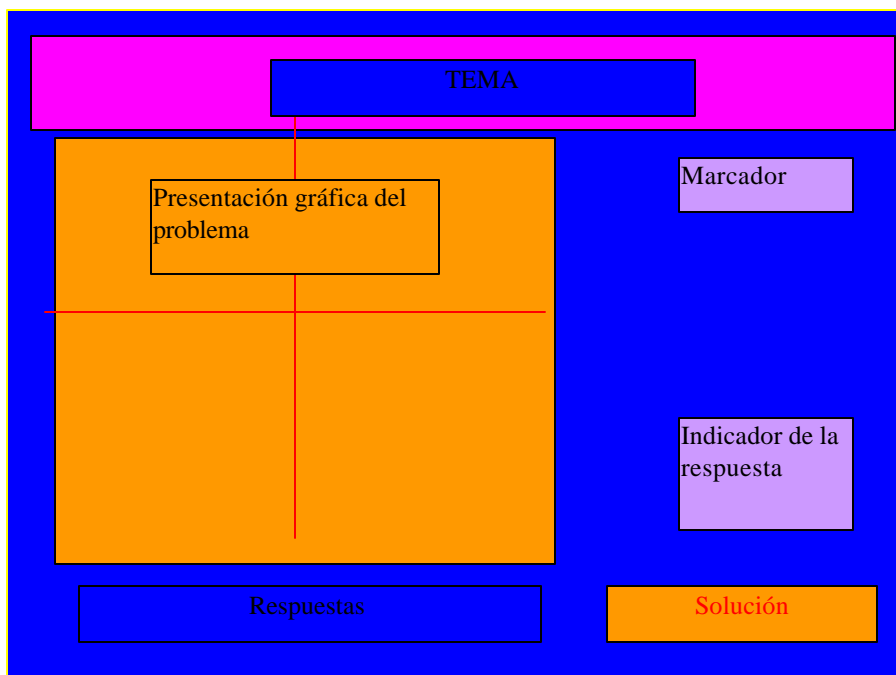 TEMA
Presentación gráfica del
problema
Marcador
Indicador de la
respuesta
Respuestas
Solución